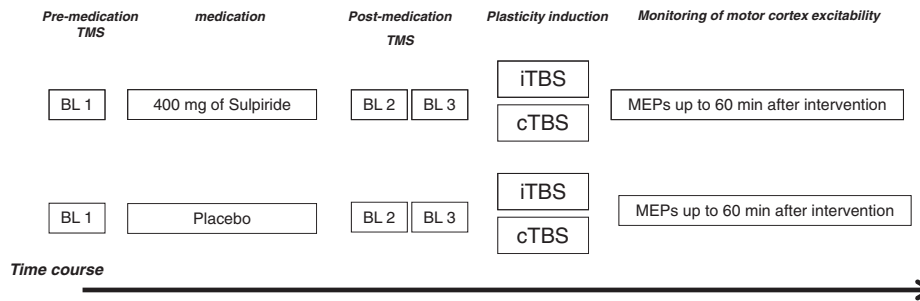 Pre-medication TMS
medication
Post-medication TMS
Plasticity induction
Monitoring of motor cortex excitability
BL 1
400 mg of Sulpiride
BL 2
BL 3
iTBS
cTBS
MEPs up to 60 min after intervention
BL 1
Placebo
BL 2
BL 3
iTBS
cTBS
MEPs up to 60 min after intervention
Time course